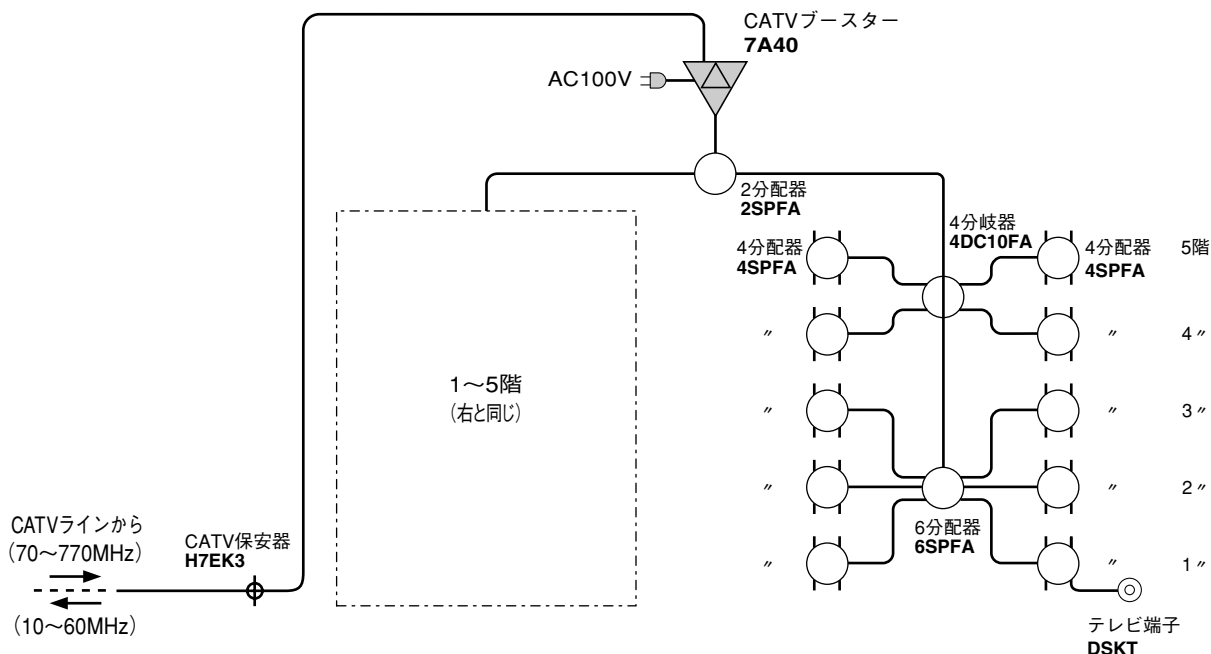 CATVブースター
7A40
AC100V
2分配器
2SPFA
4分岐器
4DC10FA
4分配器
4SPFA
4分配器
4SPFA
5階
〃
〃
4〃
1～5階
（右と同じ）
〃
〃
3〃
〃
〃
2〃
CATVラインから
（70～770MHz）
（10～60MHz）
CATV保安器
H7EK3
6分配器
6SPFA
〃
〃
1〃
テレビ端子
DSKT